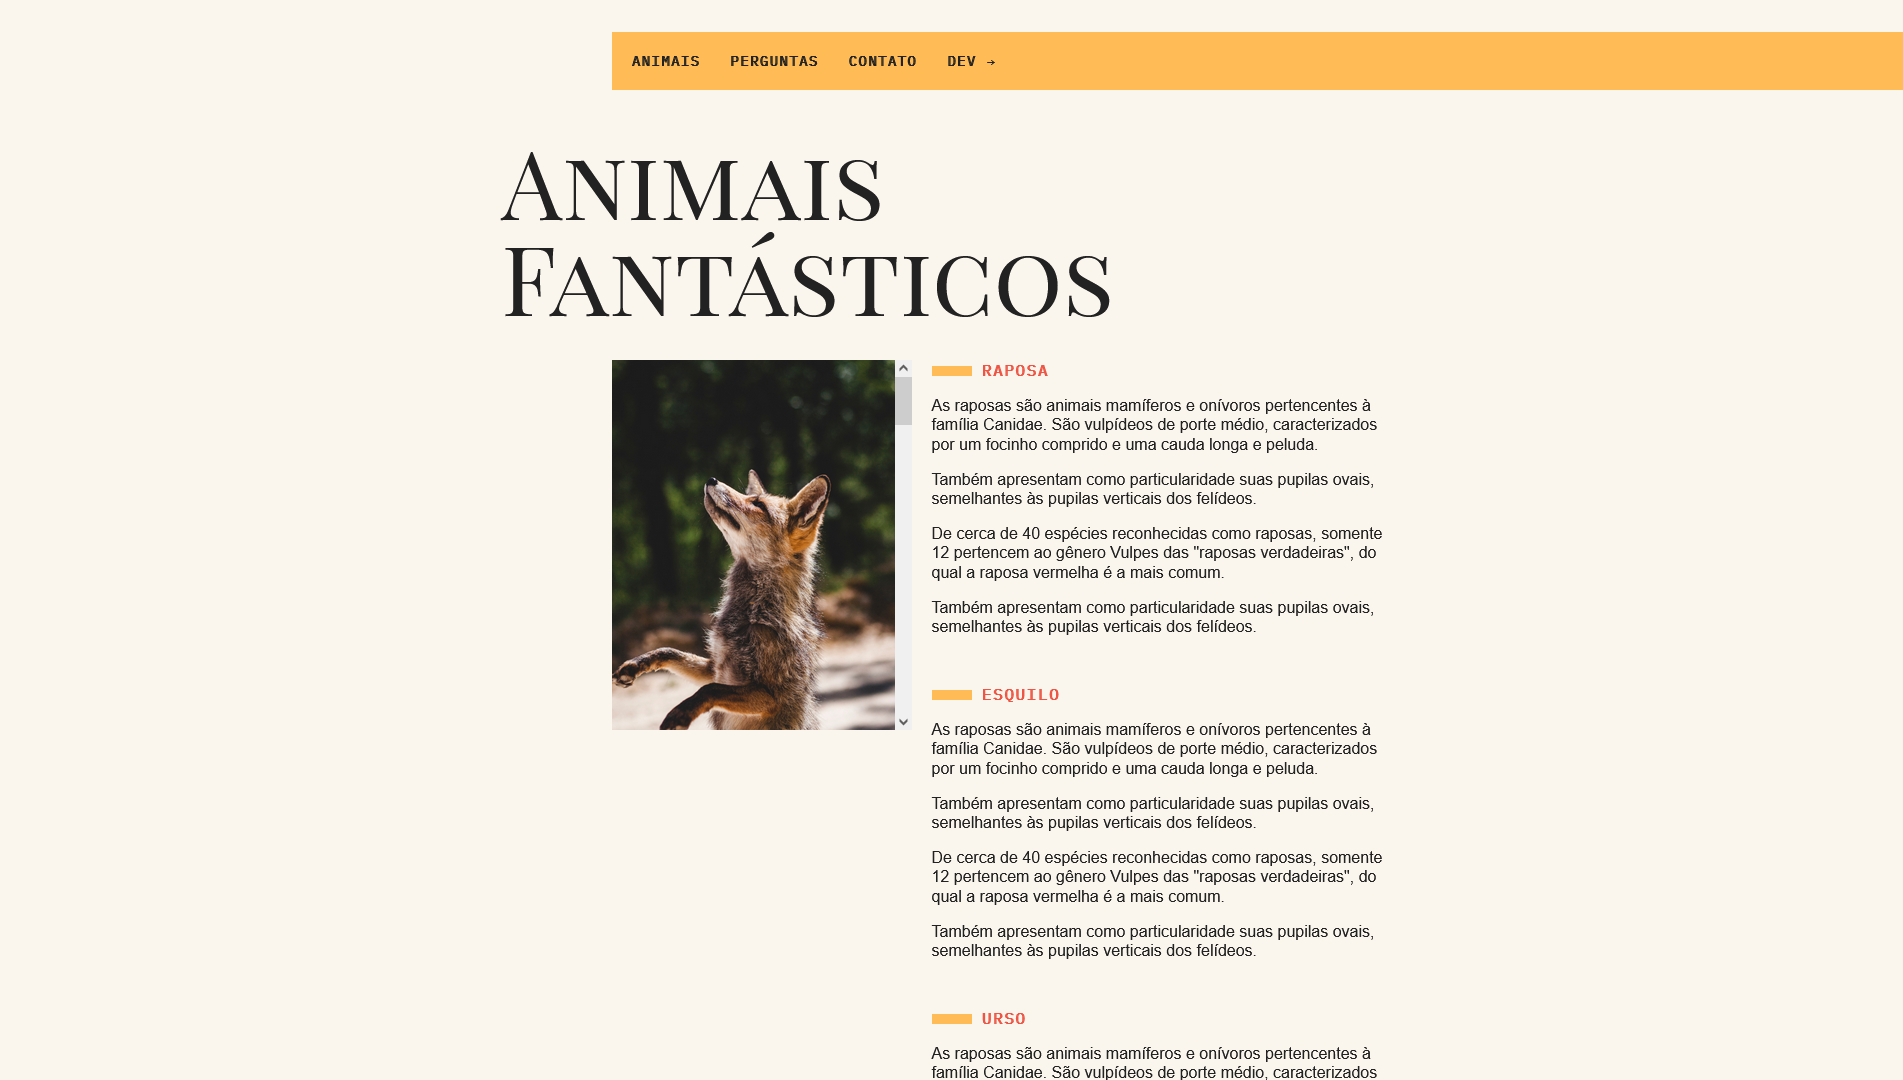 ANIMAIS PERGUNTAS CONTATO DEV →
ANIMAIS
FANTÁSTICOS
RAPOSA
As raposas são animais mamíferos e onívoros pertencentes à
família Canidae. São vulpídeos de porte médio, caracterizados
por um focinho comprido e uma cauda longa e peluda.
Também apresentam como particularidade suas pupilas ovais,
semelhantes às pupilas verticais dos felídeos.
De cerca de 40 espécies reconhecidas como raposas, somente
12 pertencem ao gênero Vulpes das "raposas verdadeiras", do
qual a raposa vermelha é a mais comum.
Também apresentam como particularidade suas pupilas ovais,
semelhantes às pupilas verticais dos felídeos.
ESQUILO
As raposas são animais mamíferos e onívoros pertencentes à
família Canidae. São vulpídeos de porte médio, caracterizados
por um focinho comprido e uma cauda longa e peluda.
Também apresentam como particularidade suas pupilas ovais,
semelhantes às pupilas verticais dos felídeos.
De cerca de 40 espécies reconhecidas como raposas, somente
12 pertencem ao gênero Vulpes das "raposas verdadeiras", do
qual a raposa vermelha é a mais comum.
Também apresentam como particularidade suas pupilas ovais,
semelhantes às pupilas verticais dos felídeos.
URSO
As raposas são animais mamíferos e onívoros pertencentes à
família Canidae. São vulpídeos de porte médio, caracterizados